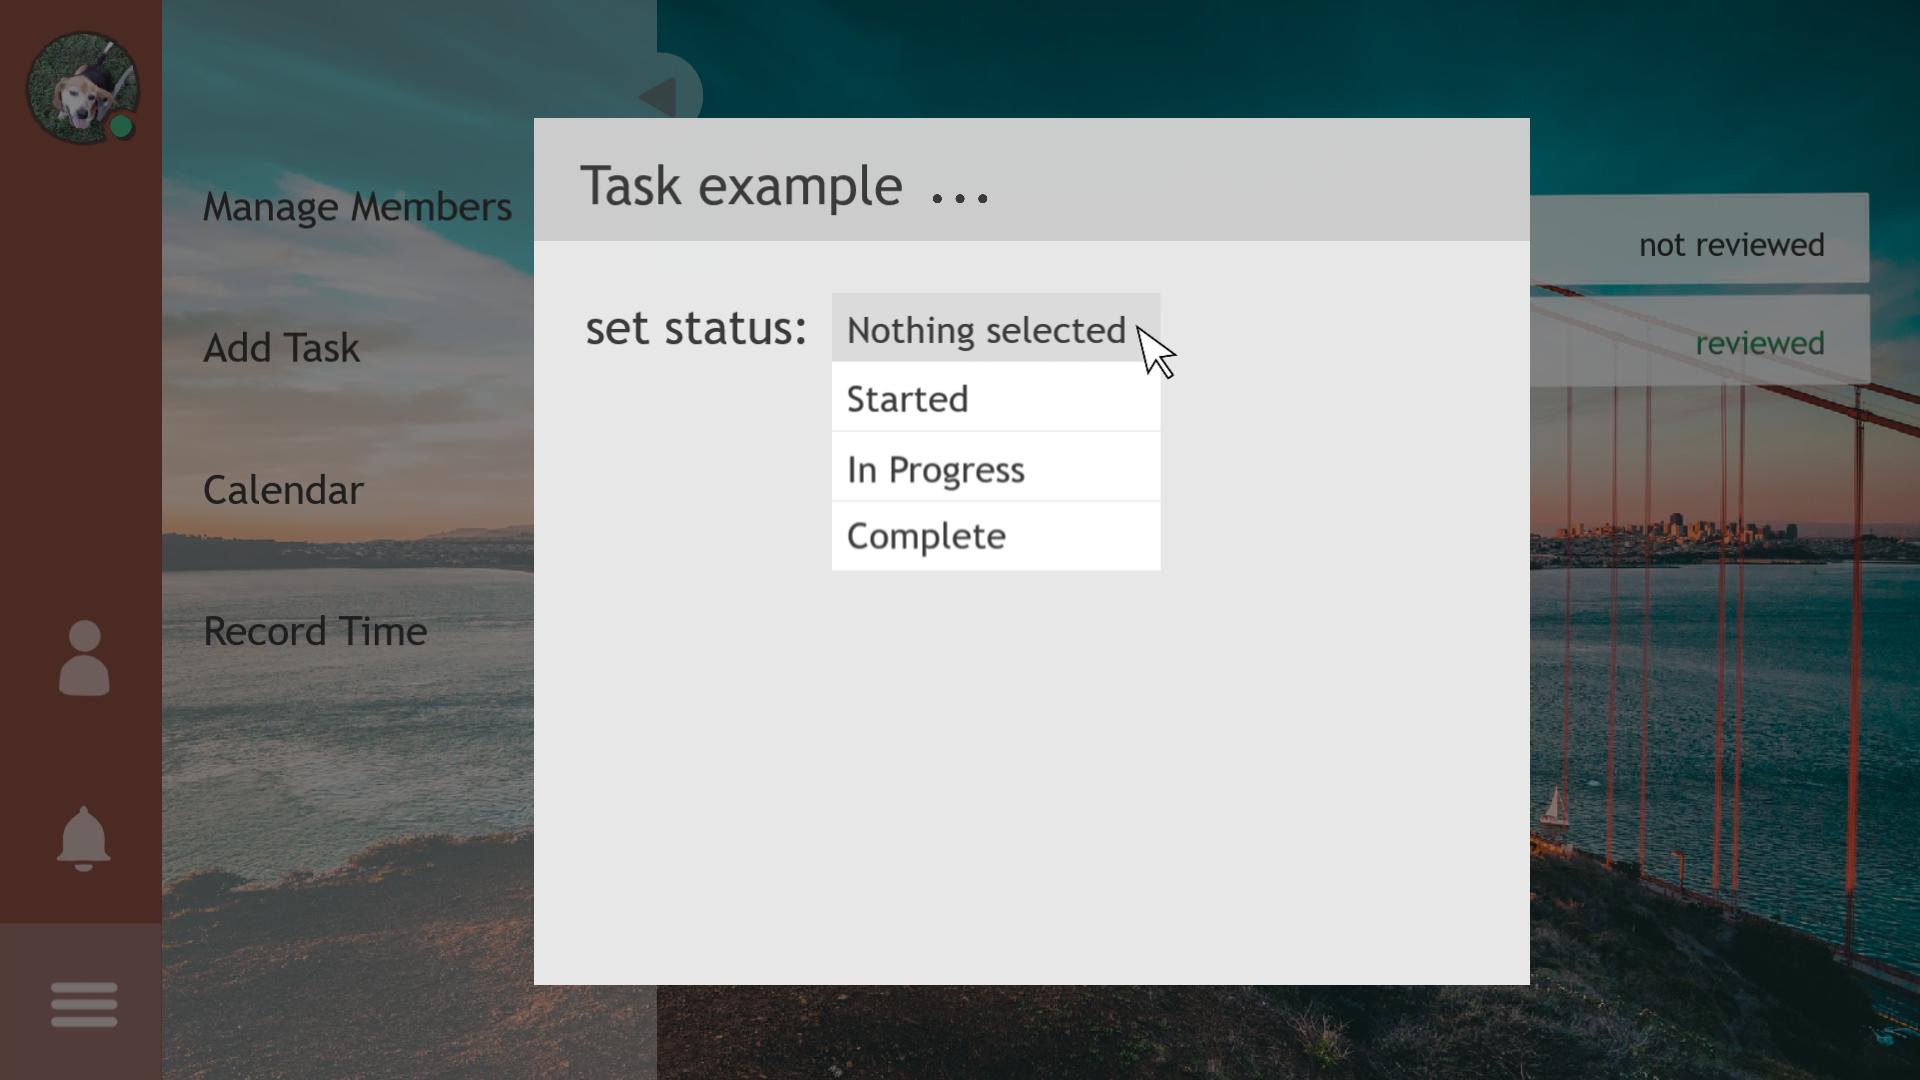 Manage Members
Add Task
Calendar
Record Time
Task example ...
set status:
Nothing selected
Started
In Progress
Complete
not reviewed
reviewed